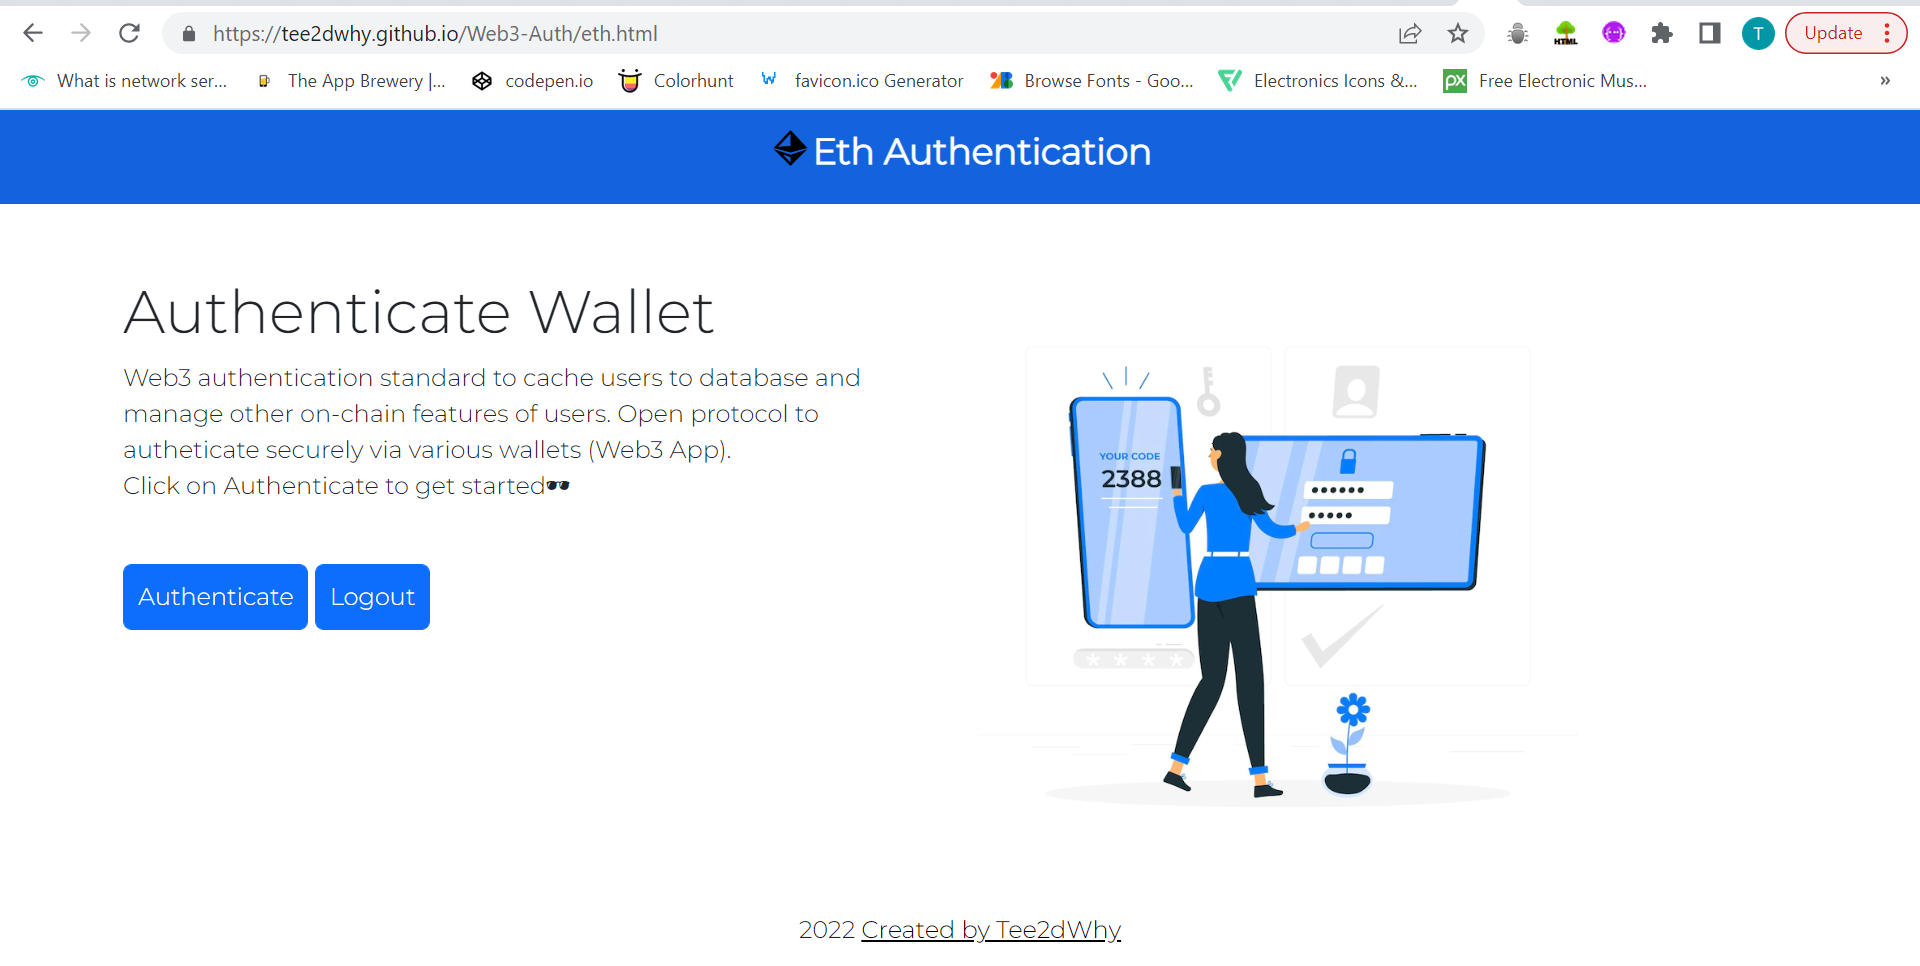 https://tee2dwhy.github.io/Web3-Auth/eth.html
HTML
T
Update
What is network ser...
The App Brewery |...
codepen.io
Colorhunt
W
favicon.ico Generator
Browse Fonts - Goo...
Electronics Icons &...
px
Free Electronic Mus...
»
Eth Authentication
Authenticate Wallet
Web3 authentication standard to cache users to database and
manage other on-chain features of users. Open protocol to
autheticate securely via various wallets (Web3 App).
Click on Authenticate to get started🕶️
Authenticate
Logout
YOUR CODE
2388
****
2022 Created by Tee2dWhy